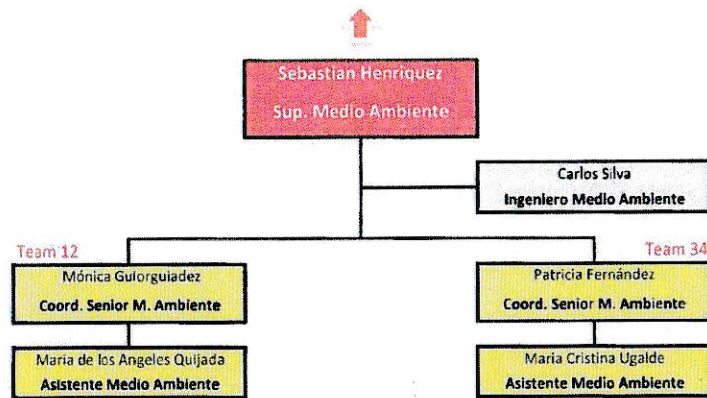 Sebastian Henriquez
Sup. Medio Ambiente
Carlos Silva
Ingeniero Medio Ambiente
Team 12
Mónica Guiorguiadez
Coord. Senior M. Ambiente
Maria de los Angeles Quijada
Asistente Medio Ambiente
Team 34
Patricia Fernández
Coord. Senior M. Ambiente
Maria Cristina Ugalde
Asistente Medio Ambiente